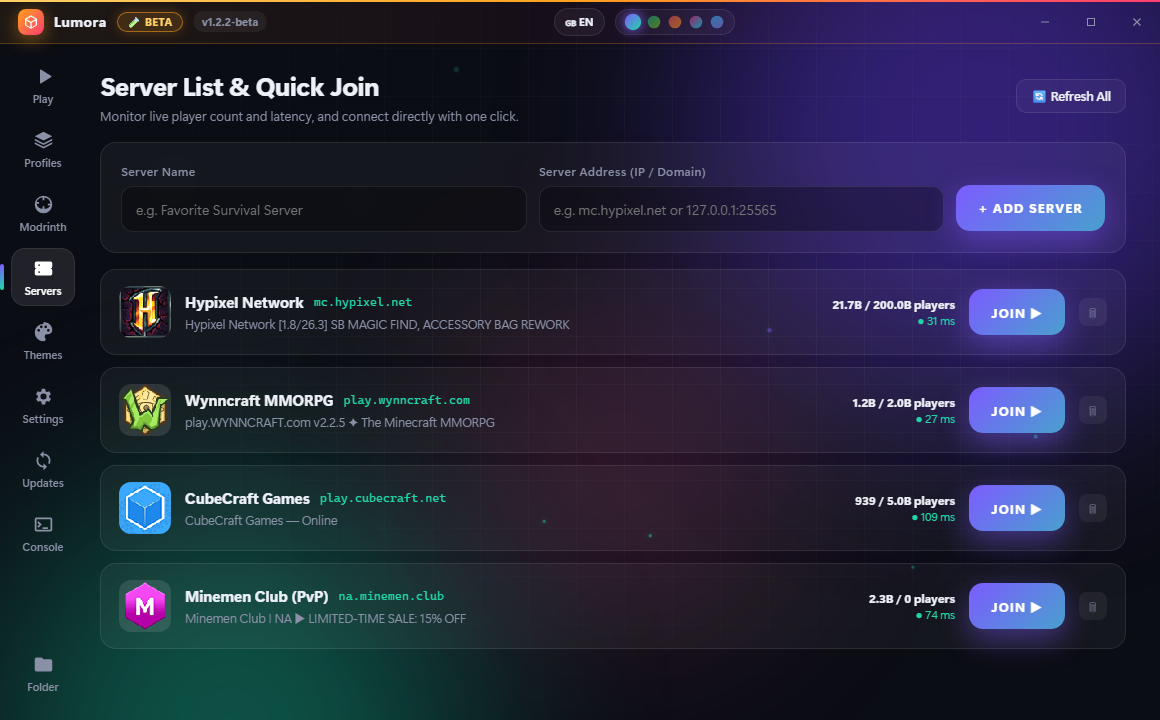 Lumora
BETA
v1.2.2-beta
GB EN
Play
Profiles
Modrinth
Servers
Themes
Settings
Updates
Console
Folder
Server List & Quick Join
Monitor live player count and latency, and connect directly with one click.
Refresh All
Server Name
e.g. Favorite Survival Server
Server Address (IP / Domain)
e.g. mc.hypixel.net or 127.0.0.1:25565
+ ADD SERVER
H
Hypixel Network mc.hypixel.net
Hypixel Network [1.8/26.3] SB MAGIC FIND, ACCESSORY BAG REWORK
21.7B / 200.0B players
● 31 ms
JOIN ▶
W
Wynncraft MMORPG play.wynncraft.com
play.WYNNCRAFT.com v2.2.5 ✦ The Minecraft MMORPG
1.2B / 2.0B players
● 27 ms
JOIN ▶
CubeCraft Games play.cubecraft.net
CubeCraft Games — Online
939 / 5.0B players
● 109 ms
JOIN ▶
M
Minemen Club (PvP) na.minemen.club
Minemen Club | NA ▶ LIMITED-TIME SALE: 15% OFF
2.3B / 0 players
● 74 ms
JOIN ▶